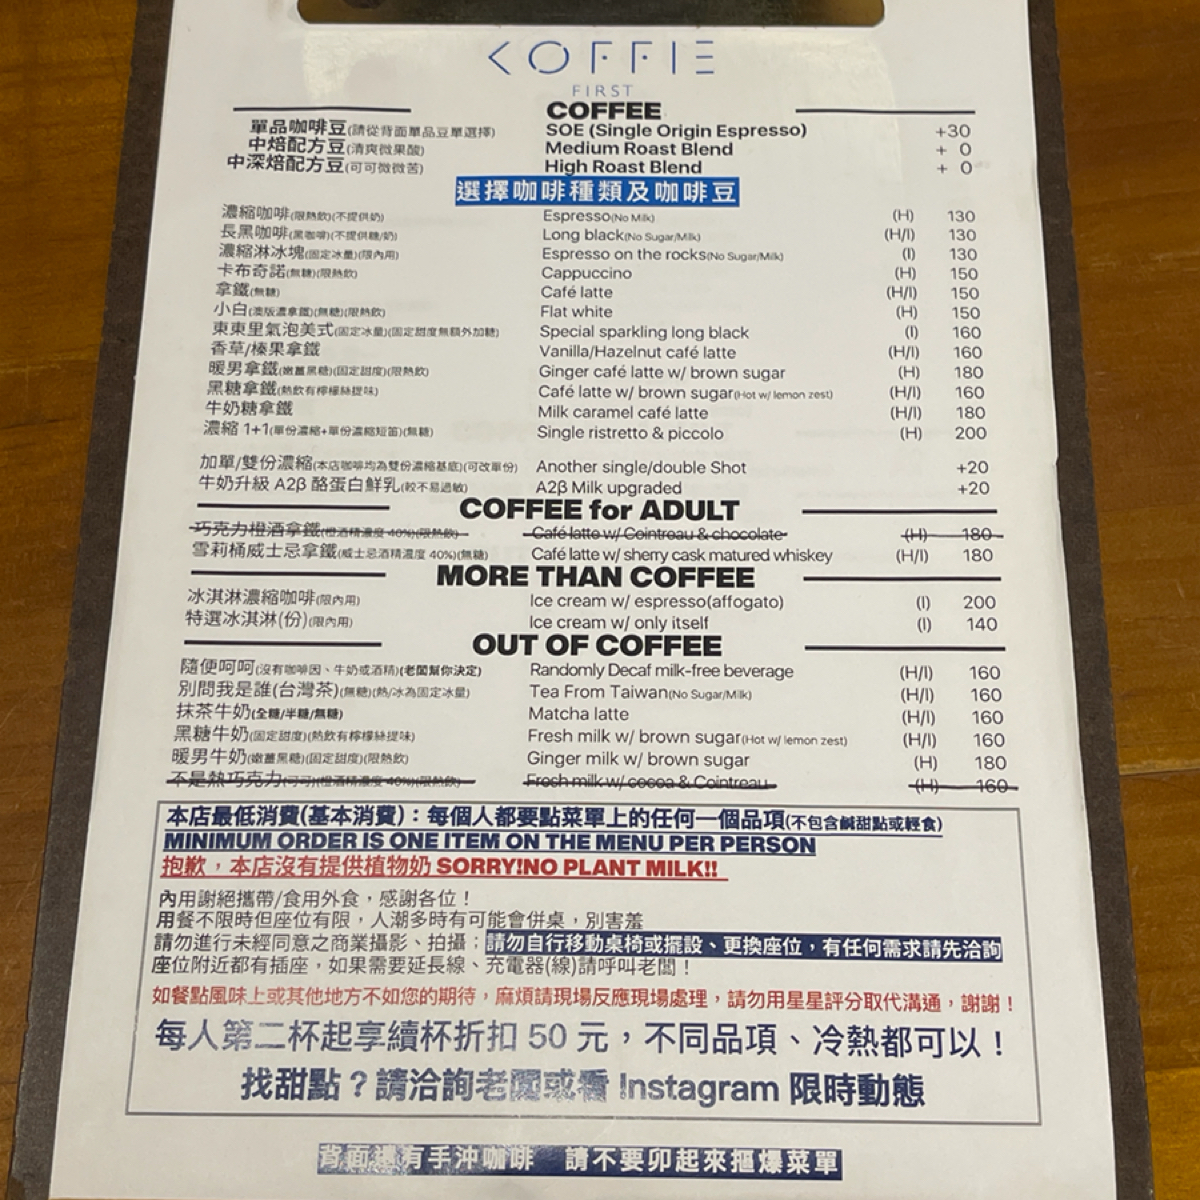 KOFFIE
FIRST
COFFEE
單品咖啡豆(請從背面單品豆單選擇) SOE (Single Origin Espresso) +30
中焙配方豆(清爽微果酸) Medium Roast Blend + 0
中深焙配方豆(可可微微苦) High Roast Blend + 0
選擇咖啡種類及咖啡豆
濃縮咖啡(限熱飲)(不提供奶) Espresso(No Milk) (H) 130
長黑咖啡(黑咖啡)(不提供糖/奶) Long black(No Sugar/Milk) (H/I) 130
濃縮淋冰塊(固定冰量)(限內用) Espresso on the rocks(No Sugar/Milk) (I) 130
卡布奇諾(無糖)(限熱飲) Cappuccino (H) 150
拿鐵(無糖) Café latte (H/I) 150
小白(澳版濃拿鐵)(無糖)(限熱飲) Flat white (H) 150
東東里氣泡美式(固定冰量)(固定甜度無額外加糖) Special sparkling long black (I) 160
香草/榛果拿鐵 Vanilla/Hazelnut café latte (H/I) 160
暖男拿鐵(嫩薑黑糖)(固定甜度)(限熱飲) Ginger café latte w/ brown sugar (H) 180
黑糖拿鐵(熱飲有檸檬絲提味) Café latte w/ brown sugar(Hot w/ lemon zest) (H/I) 160
牛奶糖拿鐵 Milk caramel café latte (H/I) 180
濃縮 1+1(單份濃縮+單份濃縮短笛)(無糖) Single ristretto & piccolo (H) 200
加單/雙份濃縮(本店咖啡均為雙份濃縮基底)(可改單份) Another single/double Shot +20
牛奶升級 A2β 酪蛋白鮮乳(較不易過敏) A2β Milk upgraded +20
COFFEE for ADULT
巧克力橙酒拿鐵(橙酒精濃度 40%)(限熱飲) Café latte w/ Cointreau & chocolate (H) 180
雪莉桶威士忌拿鐵(威士忌酒精濃度 40%)(無糖) Café latte w/ sherry cask matured whiskey (H/I) 180
MORE THAN COFFEE
冰淇淋濃縮咖啡(限內用) Ice cream w/ espresso(affogato) (I) 200
特選冰淇淋(份)(限內用) Ice cream w/ only itself (I) 140
OUT OF COFFEE
隨便呵呵(沒有咖啡因、牛奶或酒精)(老闆幫你決定) Randomly Decaf milk-free beverage (H/I) 160
別問我是誰(台灣茶)(無糖)(熱/冰為固定冰量) Tea From Taiwan(No Sugar/Milk) (H/I) 160
抹茶牛奶(全糖/半糖/無糖) Matcha latte (H/I) 160
黑糖牛奶(固定甜度)(熱飲有檸檬絲提味) Fresh milk w/ brown sugar(Hot w/ lemon zest) (H/I) 160
暖男牛奶(嫩薑黑糖)(固定甜度)(限熱飲) Ginger milk w/ brown sugar (H) 180
不是熱巧克力(可可)(橙酒精濃度 40%)(限熱飲) Fresh milk w/ cocoa & Cointreau (H) 160
本店最低消費(基本消費)：每個人都要點菜單上的任何一個品項(不包含鹹甜點或輕食)
MINIMUM ORDER IS ONE ITEM ON THE MENU PER PERSON
抱歉，本店沒有提供植物奶 SORRY!NO PLANT MILK!!
內用謝絕攜帶/食用外食，感謝各位！
用餐不限時但座位有限，人潮多時有可能會併桌，別害羞
請勿進行未經同意之商業攝影、拍攝；請勿自行移動桌椅或擺設、更換座位，有任何需求請先洽詢
座位附近都有插座，如果需要延長線、充電器(線)請呼叫老闆！
如餐點風味上或其他地方不如您的期待，麻煩請現場反應現場處理，請勿用星星評分取代溝通，謝謝！
每人第二杯起享續杯折扣 50 元，不同品項、冷熱都可以！
找甜點？請洽詢老闆或看 Instagram 限時動態
背面還有手沖咖啡 請不要卯起來摳爆菜單